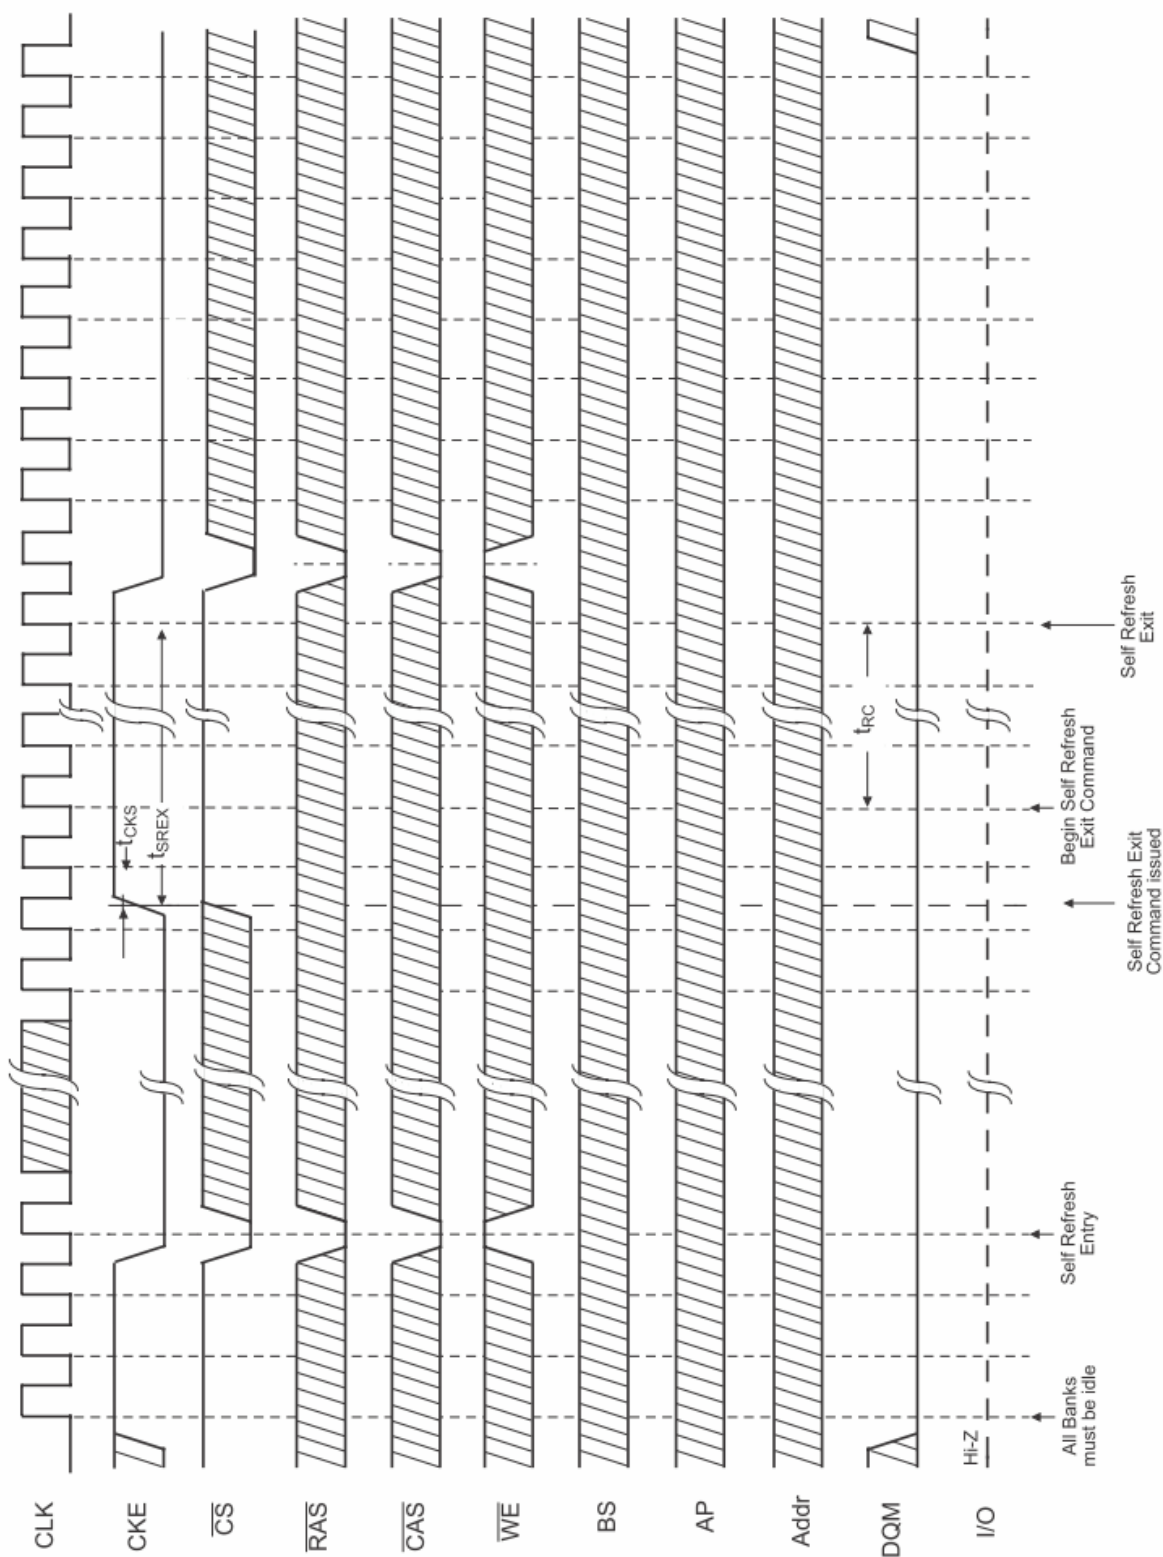 CLK
CKE
CS
RAS
CAS
WE
BS
AP
Addr
DQM
I/O
Hi-Z
tCKS
tSREX
tRC
All Banks
must be idle
Self Refresh
Entry
Self Refresh Exit
Command issued
Begin Self Refresh
Exit Command
Self Refresh
Exit